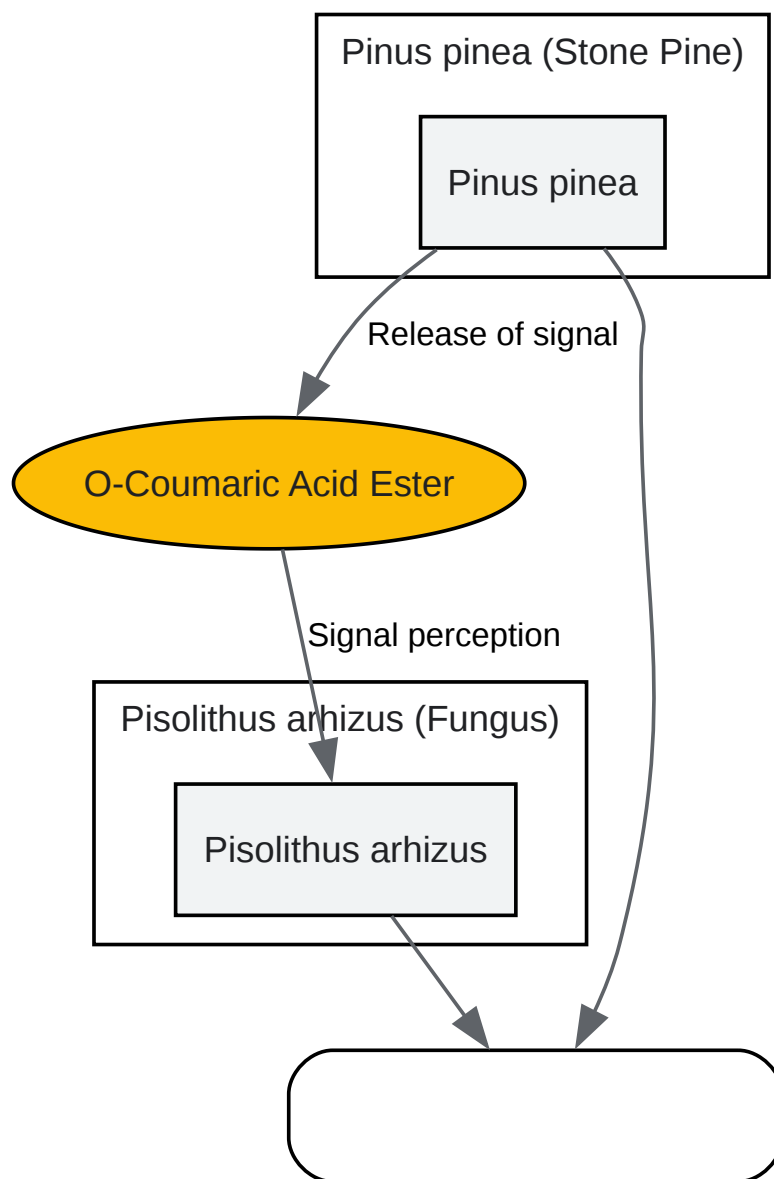 Pinus pinea (Stone Pine)
Pinus pinea
Release of signal
O-Coumaric Acid Ester
Signal perception
Pisolithus arhizus (Fungus)
Pisolithus arhizus